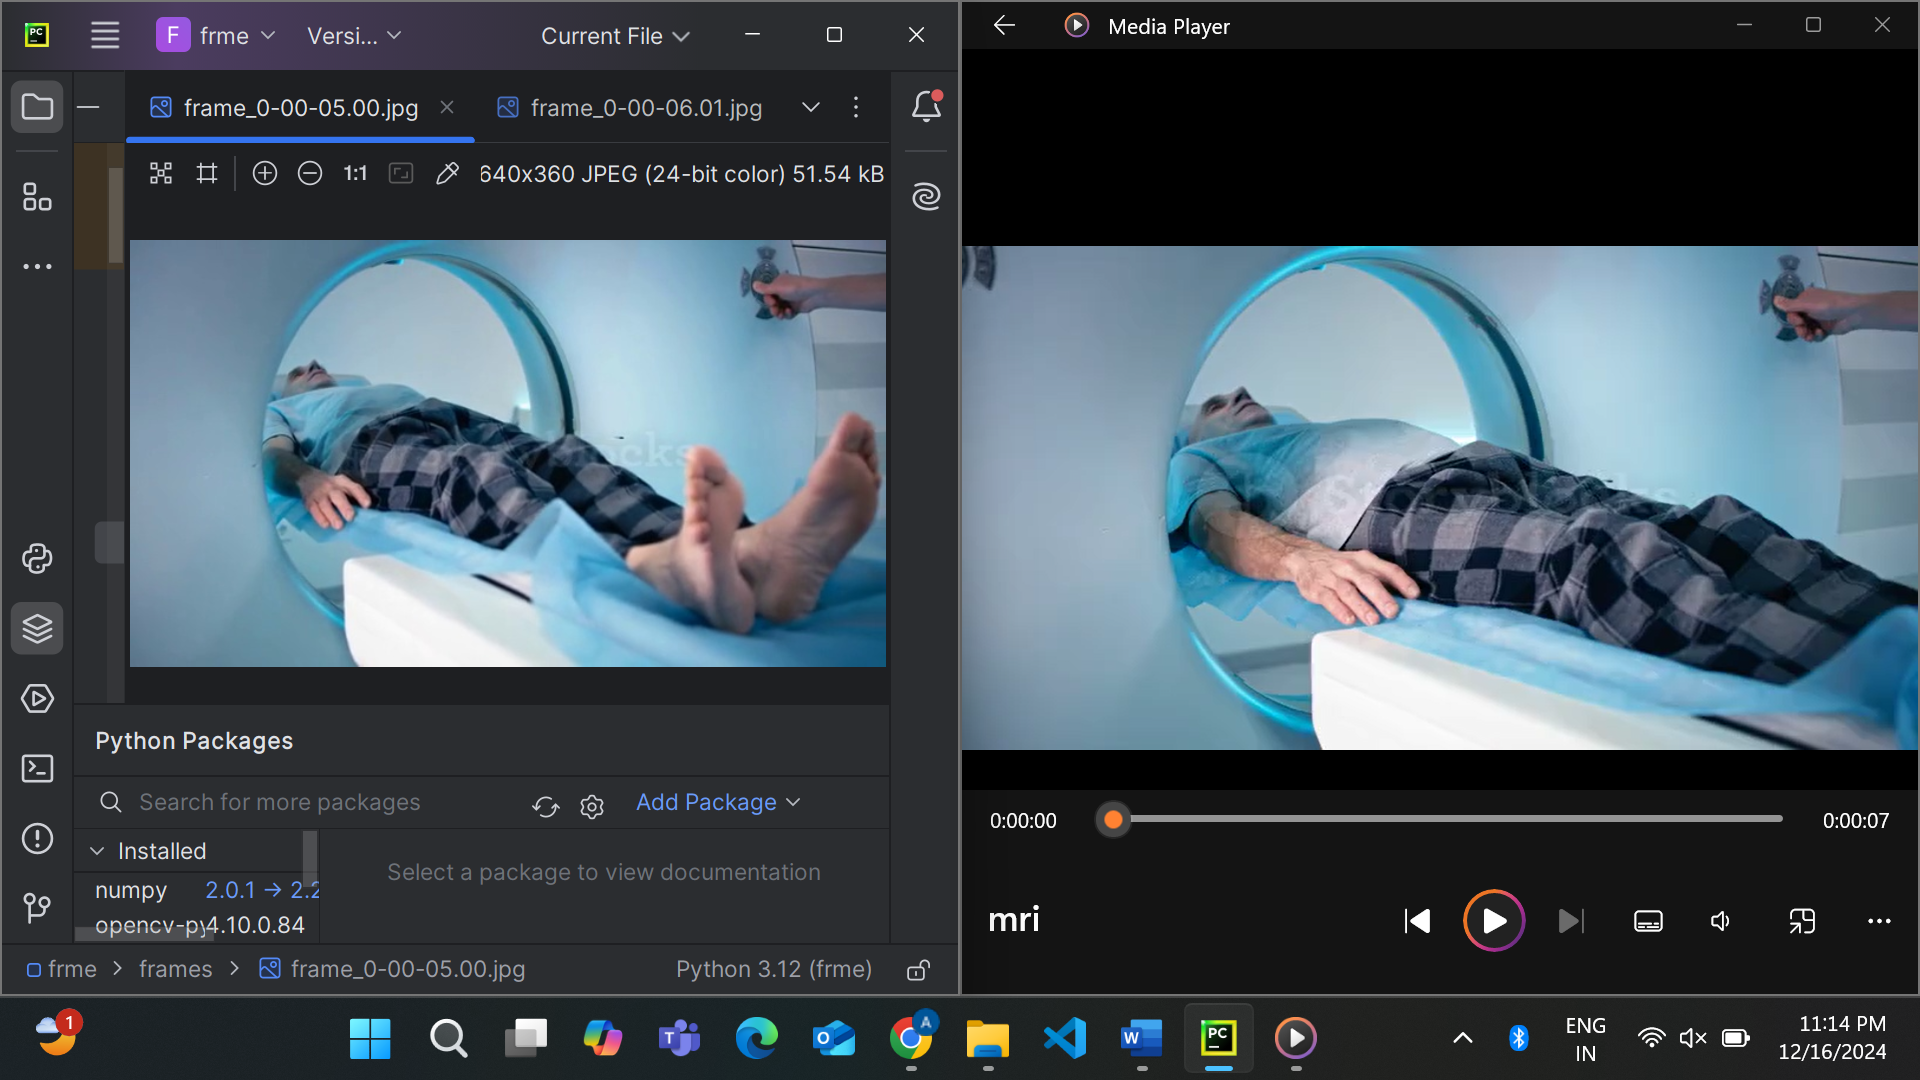 PC
F
frme
Versi...
Current File
frame_0-00-05.00.jpg
frame_0-00-06.01.jpg
1:1
640x360 JPEG (24-bit color) 51.54 kB
Python Packages
Search for more packages
Add Package
Installed
numpy 2.0.1 → 2.2
opencv-py4.10.0.84
Select a package to view documentation
frme > frames > frame_0-00-05.00.jpg
Python 3.12 (frme)
Media Player
0:00:00
0:00:07
mri
1
T
O
A
W
PC
ENG
IN
11:14 PM
12/16/2024